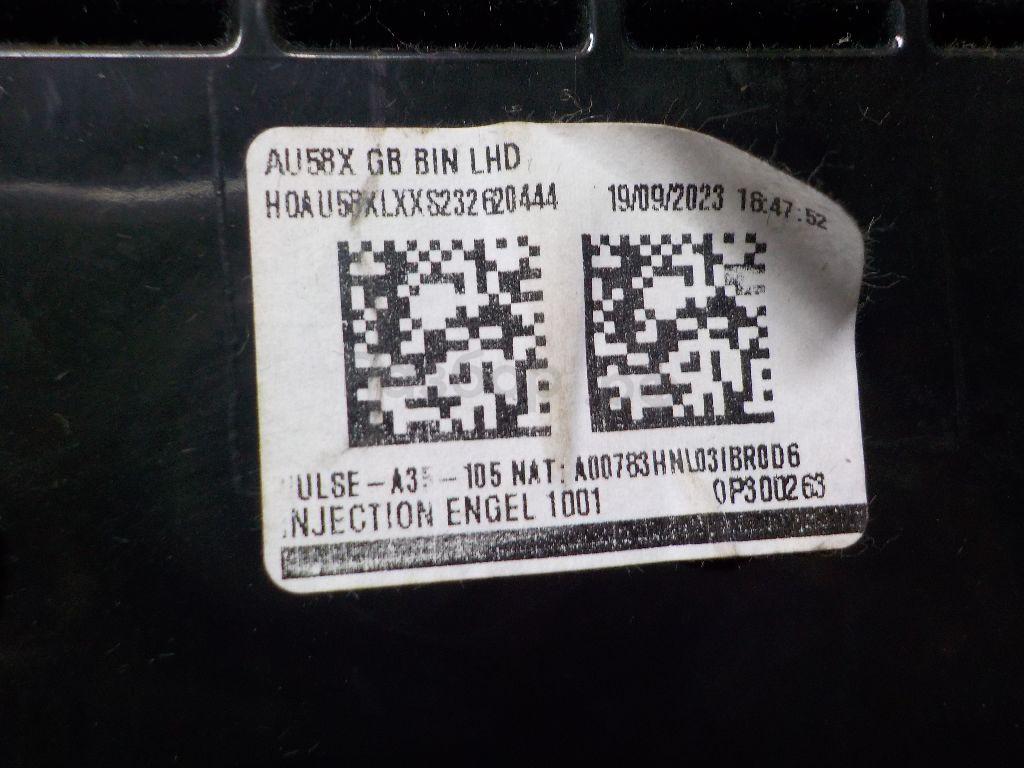 AU58X GB BIN LHD
19/09/2023 16:47:52
ULSE-A3 -105 NAT: A00783HNL03IBR0D6
NJECTION ENGEL 1001
0P300263